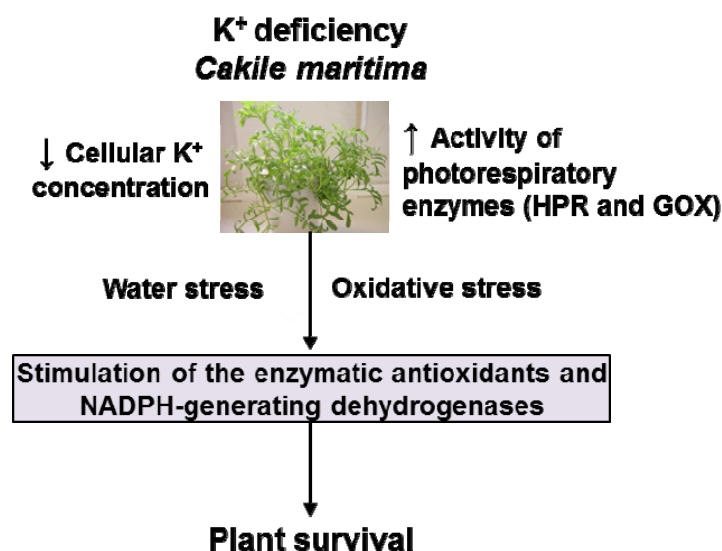 K⁺ deficiency
Cakile maritima
↓ Cellular K⁺
concentration
↑ Activity of
photorespiratory
enzymes (HPR and GOX)
Water stress
Oxidative stress
Stimulation of the enzymatic antioxidants and
NADPH-generating dehydrogenases
Plant survival